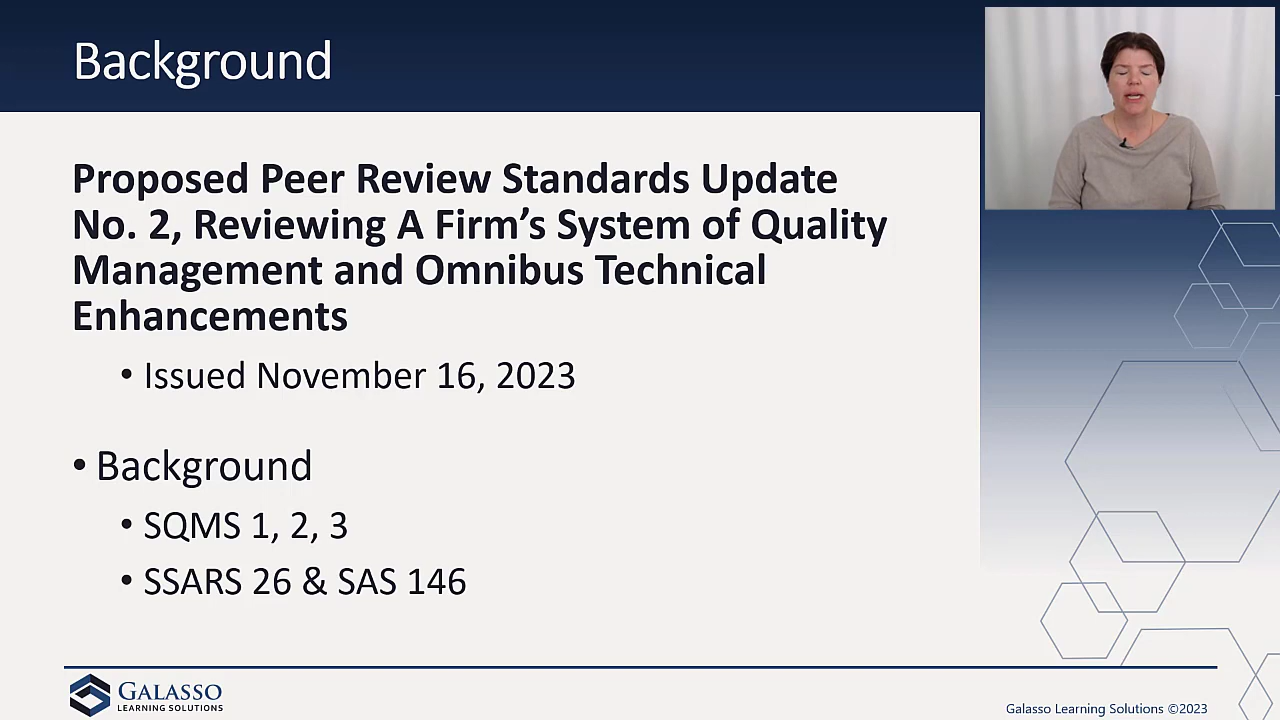 Background
Proposed Peer Review Standards Update
No. 2, Reviewing A Firm’s System of Quality
Management and Omnibus Technical
Enhancements
• Issued November 16, 2023
• Background
• SQMS 1, 2, 3
• SSARS 26 & SAS 146
GALASSO
LEARNING SOLUTIONS
Galasso Learning Solutions ©2023